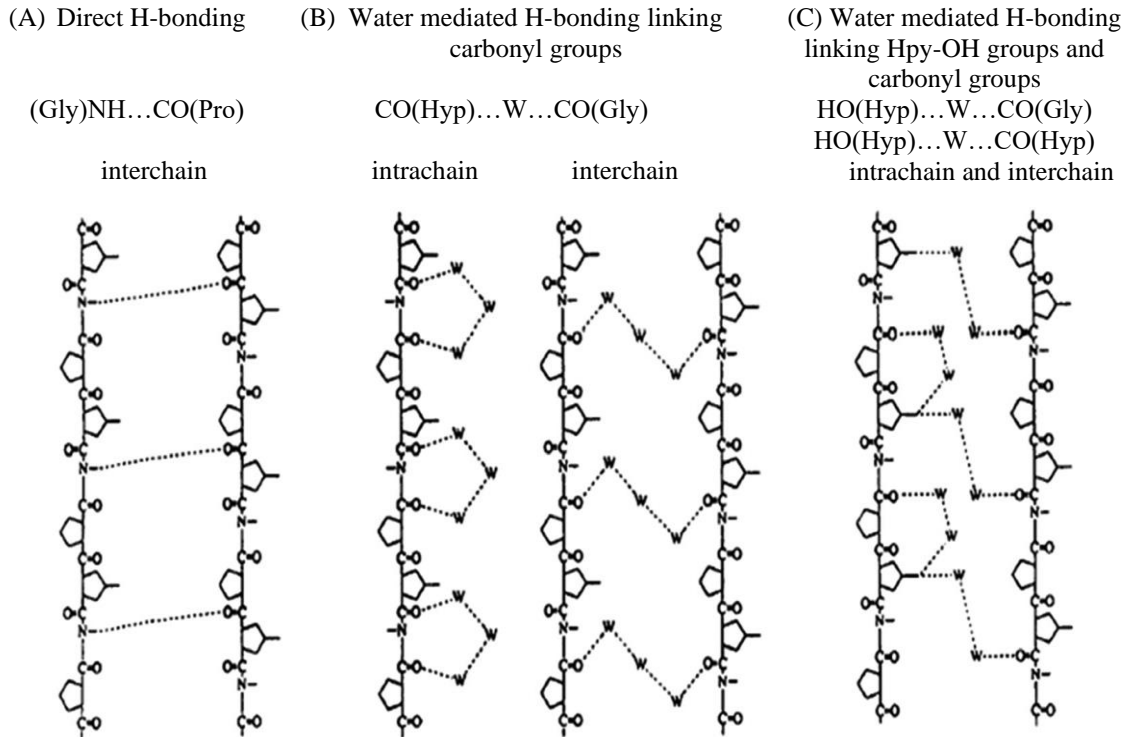 (A) Direct H-bonding
(B) Water mediated H-bonding linking
carbonyl groups
(C) Water mediated H-bonding
linking Hpy-OH groups and
carbonyl groups
(Gly)NH…CO(Pro)
CO(Hyp)…W…CO(Gly)
HO(Hyp)…W…CO(Gly)
HO(Hyp)…W…CO(Hyp)
interchain
intrachain
interchain
intrachain and interchain